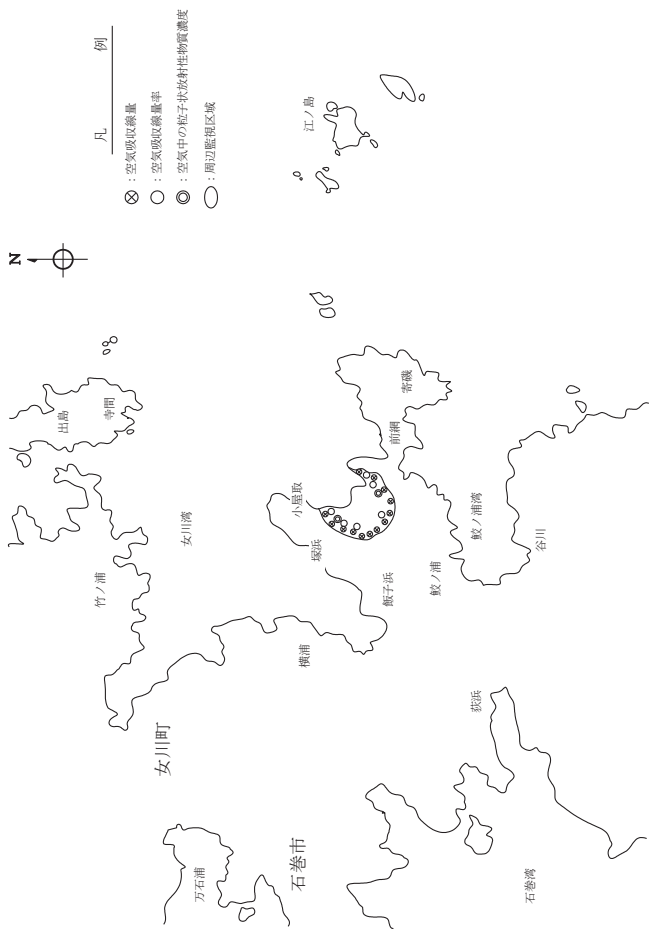 凡　　　例
⊗：空気吸収線量
○：空気吸収線量率
◎：空気中の粒子状放射性物質濃度
○：周辺監視区域
N
江ノ島
出島
寺間
寄磯
前網
小屋取
塚浜
女川湾
竹ノ浦
飯子浜
鮫ノ浦
鮫ノ浦湾
谷川
横浦
女川町
荻浜
万石浦
石巻市
石巻湾